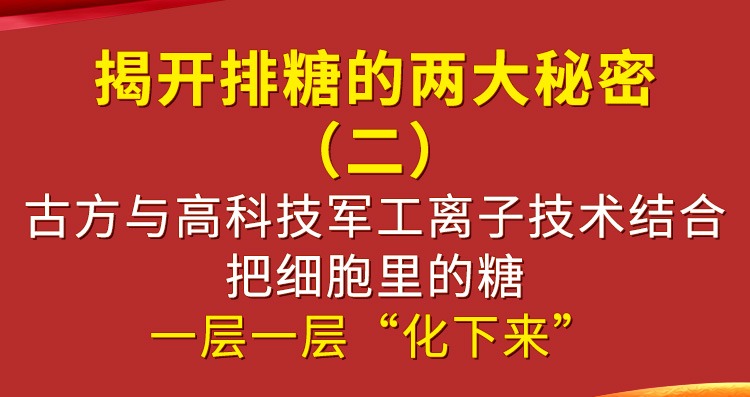 揭开排糖的两大秘密
（二）
古方与高科技军工离子技术结合
把细胞里的糖
一层一层“化下来”